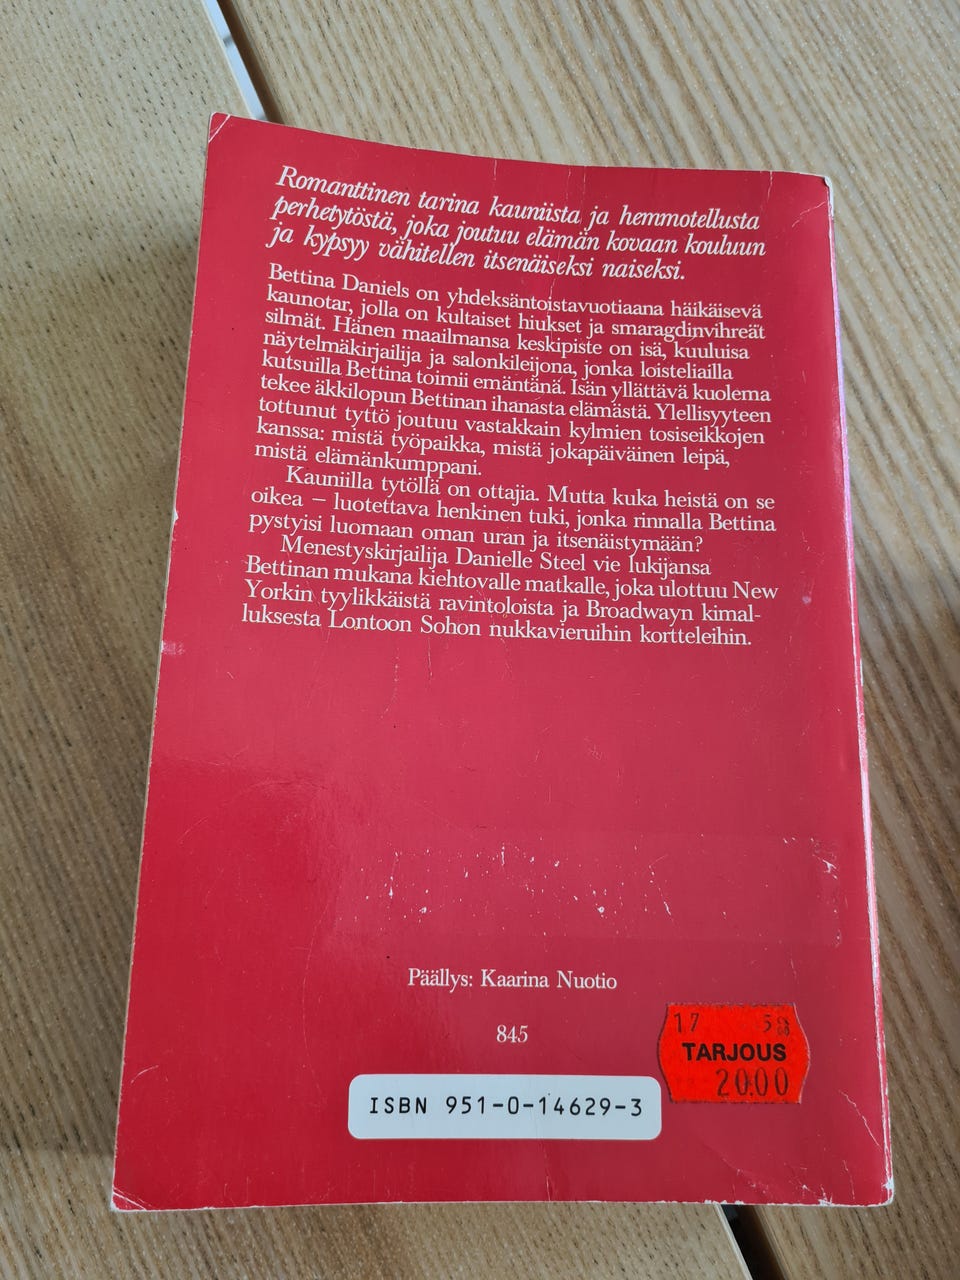 Romanttinen tarina kauniista ja hemmotellusta
perhetytöstä, joka joutuu elämän kovaan kouluun
ja kypsyy vähitellen itsenäiseksi naiseksi.
Bettina Daniels on yhdeksäntoistavuotiaana häikäisevä
kaunotar, jolla on kultaiset hiukset ja smaragdinvihreät
silmät. Hänen maailmansa keskipiste on isä, kuuluisa
näytelmäkirjailija ja salonkileijona, jonka loisteliailla
kutsuilla Bettina toimii emäntänä. Isän yllättävä kuolema
tekee äkkilopun Bettinan ihanasta elämästä. Ylellisyyteen
tottunut tyttö joutuu vastakkain kylmien tosiseikkojen
kanssa: mistä työpaikka, mistä jokapäiväinen leipä,
mistä elämänkumppani.
Kauniilla tytöllä on ottajia. Mutta kuka heistä on se
oikea – luotettava henkinen tuki, jonka rinnalla Bettina
pystyisi luomaan oman uran ja itsenäistymään?
Menestyskirjailija Danielle Steel vie lukijansa
Bettinan mukana kiehtovalle matkalle, joka ulottuu New
Yorkin tyylikkäistä ravintoloista ja Broadwayn kimal-
luksesta Lontoon Sohon nukkavieruihin kortteleihin.
Päällys: Kaarina Nuotio
845
17
TARJOUS
20.00
ISBN 951-0-14629-3